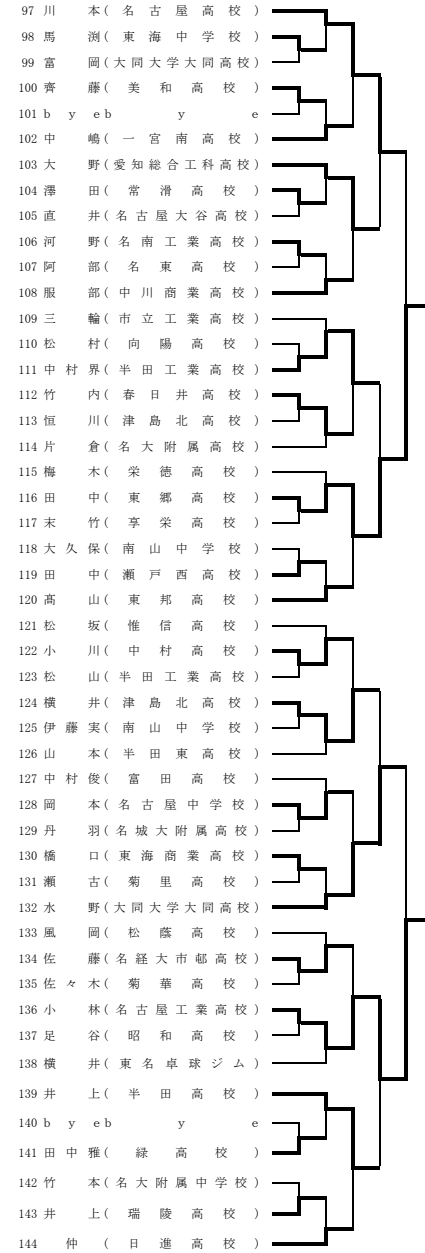 97 川 本 ( 名 古 屋 高 校 )
98 馬 渕 ( 東 海 中 学 校 )
99 富 岡 ( 大 同 大 学 大 同 高 校 )
100 齊 藤 ( 美 和 高 校 )
101 b y e b y e
102 中 嶋 ( 一 宮 南 高 校 )
103 大 野 ( 愛 知 総 合 工 科 高 校 )
104 澤 田 ( 常 滑 高 校 )
105 直 井 ( 名 古 屋 大 谷 高 校 )
106 河 野 ( 名 南 工 業 高 校 )
107 阿 部 ( 名 東 高 校 )
108 服 部 ( 中 川 商 業 高 校 )
109 三 輪 ( 市 立 工 業 高 校 )
110 松 村 ( 向 陽 高 校 )
111 中 村 界 ( 半 田 工 業 高 校 )
112 竹 内 ( 春 日 井 高 校 )
113 恒 川 ( 津 島 北 高 校 )
114 片 倉 ( 名 大 附 属 高 校 )
115 梅 木 ( 栄 徳 高 校 )
116 田 中 ( 東 郷 高 校 )
117 末 竹 ( 享 栄 高 校 )
118 大 久 保 ( 南 山 中 学 校 )
119 田 中 ( 瀬 戸 西 高 校 )
120 髙 山 ( 東 邦 高 校 )
121 松 坂 ( 惟 信 高 校 )
122 小 川 ( 中 村 高 校 )
123 松 山 ( 半 田 工 業 高 校 )
124 横 井 ( 津 島 北 高 校 )
125 伊 藤 実 ( 南 山 中 学 校 )
126 山 本 ( 半 田 東 高 校 )
127 中 村 俊 ( 富 田 高 校 )
128 岡 本 ( 名 古 屋 中 学 校 )
129 丹 羽 ( 名 城 大 附 属 高 校 )
130 橋 口 ( 東 海 商 業 高 校 )
131 瀬 古 ( 菊 里 高 校 )
132 水 野 ( 大 同 大 学 大 同 高 校 )
133 風 岡 ( 松 蔭 高 校 )
134 佐 藤 ( 名 経 大 市 邨 高 校 )
135 佐 々 木 ( 菊 華 高 校 )
136 小 林 ( 名 古 屋 工 業 高 校 )
137 足 谷 ( 昭 和 高 校 )
138 横 井 ( 東 名 卓 球 ジ ム )
139 井 上 ( 半 田 高 校 )
140 b y e b y e
141 田 中 雅 ( 緑 高 校 )
142 竹 本 ( 名 大 附 属 中 学 校 )
143 井 上 ( 瑞 陵 高 校 )
144 仲 ( 日 進 高 校 )